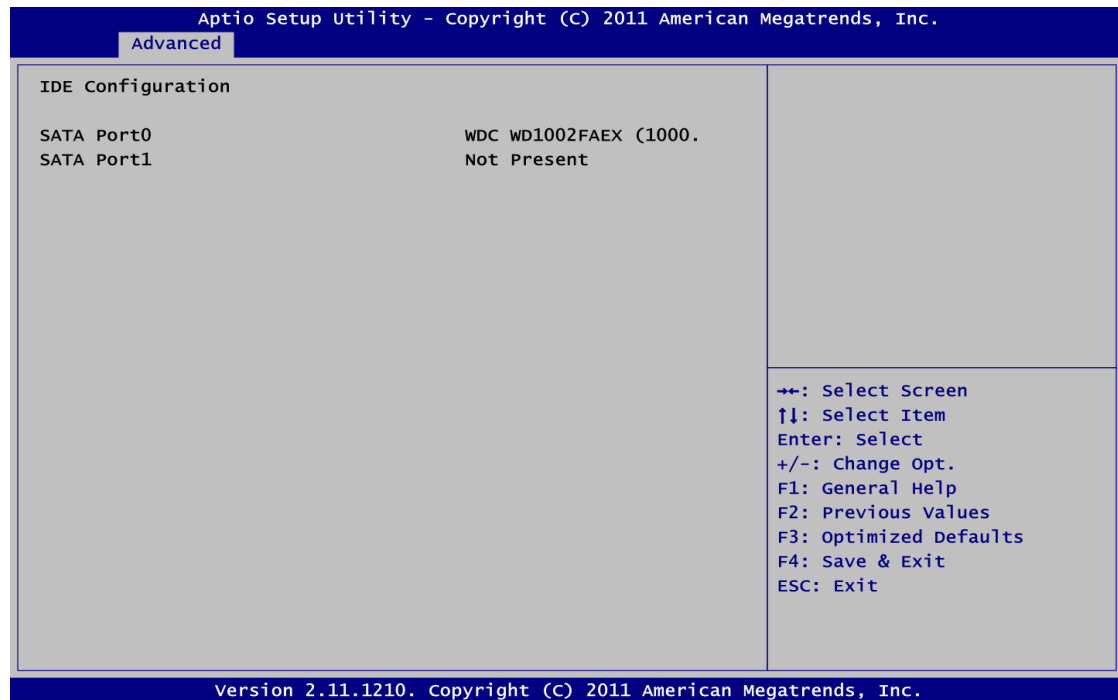 Aptio Setup Utility - Copyright (C) 2011 American Megatrends, Inc.
Advanced
IDE Configuration
SATA Port0 WDC WD1002FAEX (1000.
SATA Port1 Not Present
→←: Select Screen
↑↓: Select Item
Enter: Select
+/-: Change Opt.
F1: General Help
F2: Previous Values
F3: Optimized Defaults
F4: Save & Exit
ESC: Exit
Version 2.11.1210. Copyright (C) 2011 American Megatrends, Inc.